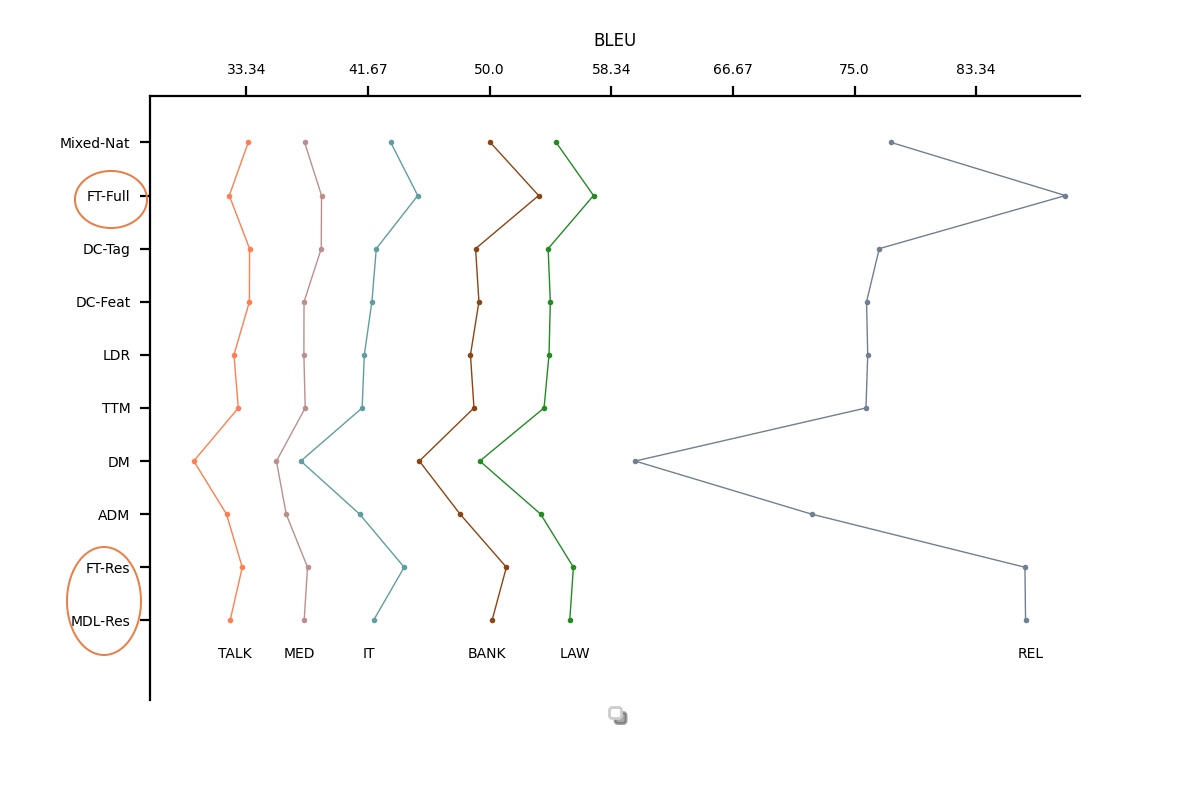 BLEU
33.34 41.67 50.0 58.34 66.67 75.0 83.34
Mixed-Nat
FT-Full
DC-Tag
DC-Feat
LDR
TTM
DM
ADM
FT-Res
MDL-Res
TALK MED IT BANK LAW REL